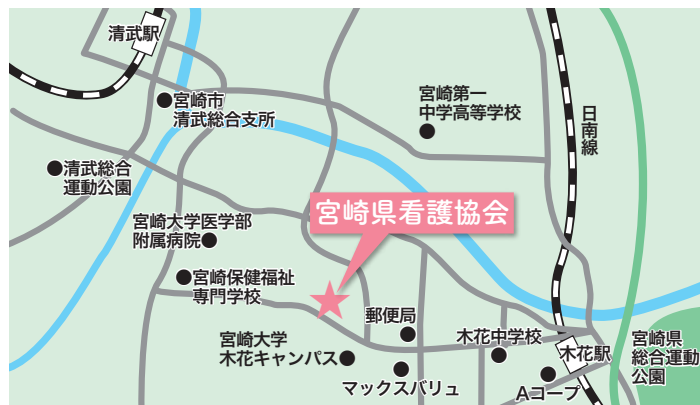 清武駅
宮崎市
清武総合支所
宮崎第一
中学高等学校
日南線
清武総合
運動公園
宮崎県看護協会
宮崎大学医学部
附属病院
宮崎保健福祉
専門学校
郵便局
宮崎大学
木花キャンパス
木花中学校
木花駅
宮崎県
総合運動
公園
マックスバリュ
Aコープ